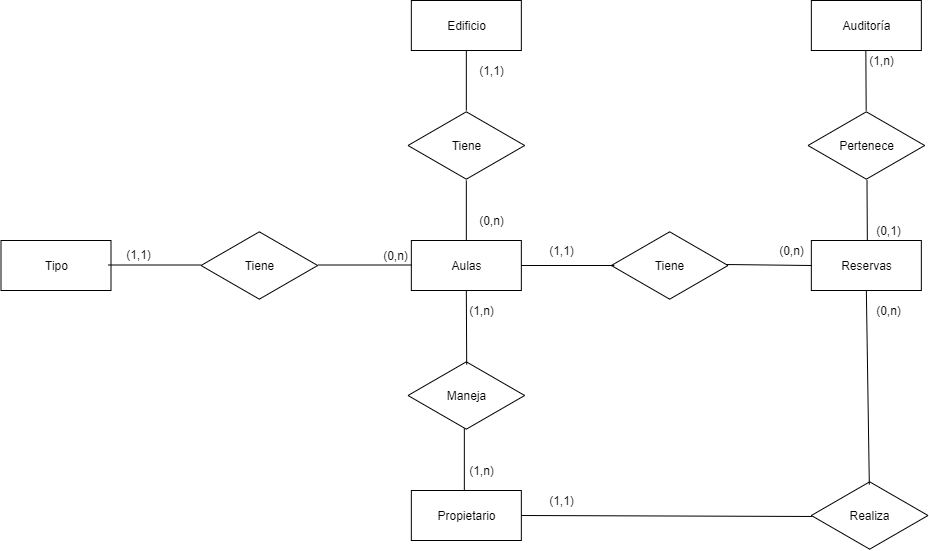 Edificio
Auditoría
(1,1)
(1,n)
Tiene
Pertenece
(0,n)
(0,1)
Tipo
(1,1)
Tiene
(0,n)
Aulas
(1,1)
Tiene
(0,n)
Reservas
(1,n)
(0,n)
Maneja
(1,n)
Propietario
(1,1)
Realiza